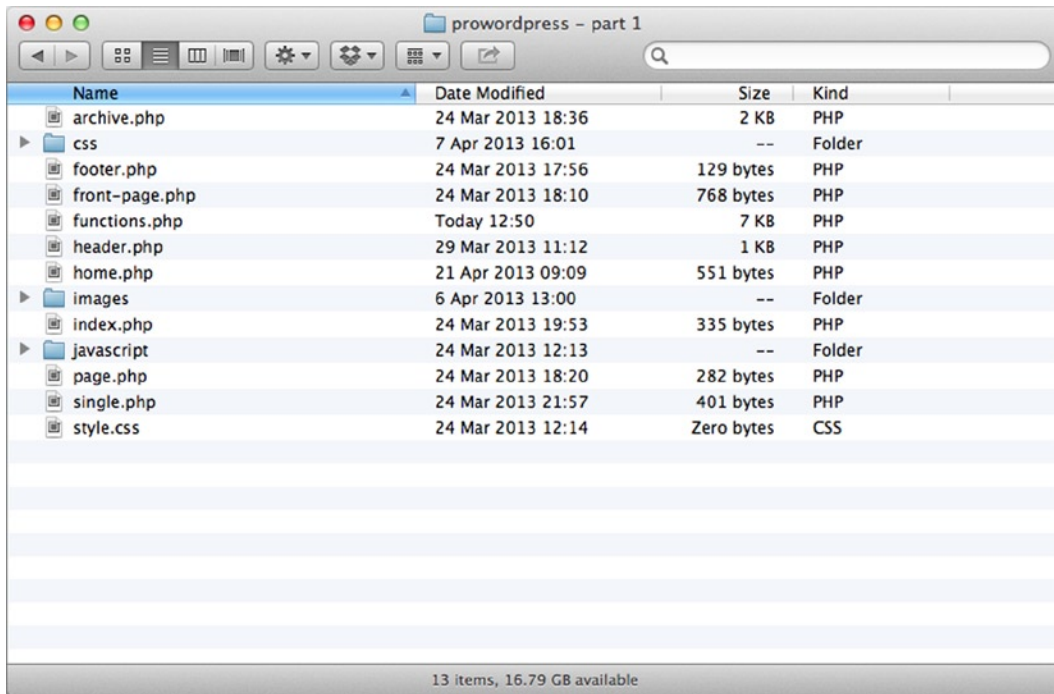 prowordpress – part 1
Name Date Modified Size Kind
archive.php 24 Mar 2013 18:36 2 KB PHP
css 7 Apr 2013 16:01 -- Folder
footer.php 24 Mar 2013 17:56 129 bytes PHP
front-page.php 24 Mar 2013 18:10 768 bytes PHP
functions.php Today 12:50 7 KB PHP
header.php 29 Mar 2013 11:12 1 KB PHP
home.php 21 Apr 2013 09:09 551 bytes PHP
images 6 Apr 2013 13:00 -- Folder
index.php 24 Mar 2013 19:53 335 bytes PHP
javascript 24 Mar 2013 12:13 -- Folder
page.php 24 Mar 2013 18:20 282 bytes PHP
single.php 24 Mar 2013 21:57 401 bytes PHP
style.css 24 Mar 2013 12:14 Zero bytes CSS
13 items, 16.79 GB available